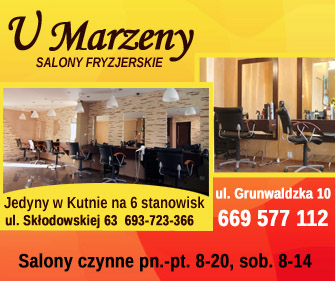 U Marzeny
SALONY FRYZJERSKIE
Jedyny w Kutnie na 6 stanowisk
ul. Skłodowskiej 63 693-723-366
ul. Grunwaldzka 10
669 577 112
Salony czynne pn.-pt. 8-20, sob. 8-14